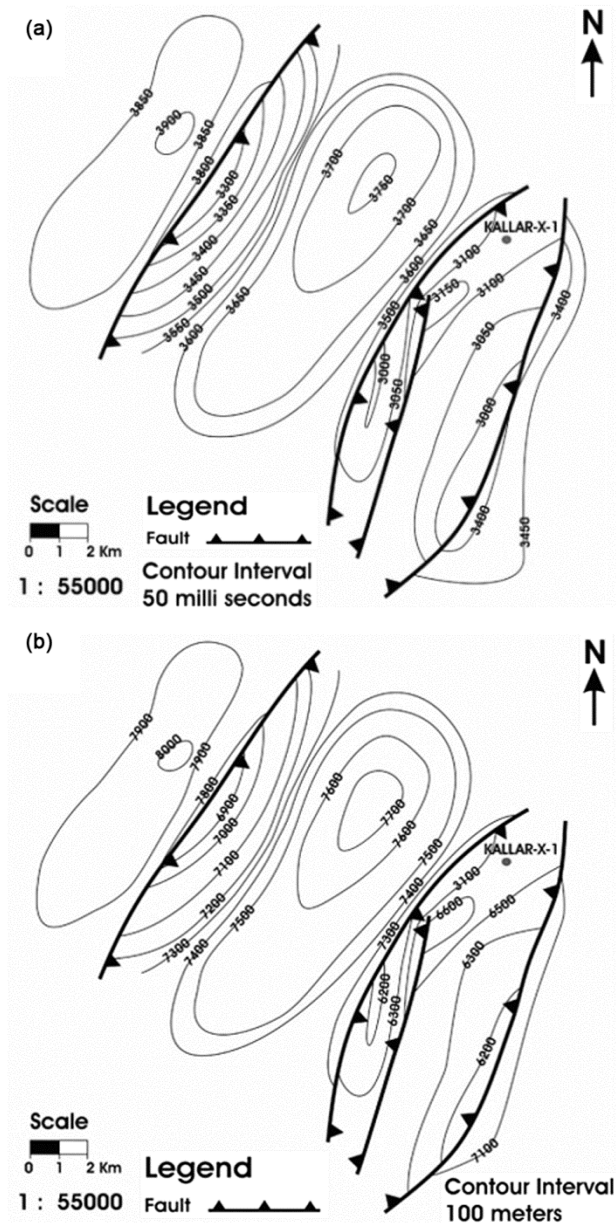 (a)
N
3850
3900
3850
3800
3300
3350
3400
3450
3500
3550
3600
3650
3700
3750
3700
3650
3600
3500
3100
KALLAR-X-1
3150
3100
3400
3050
3000
3050
3000
3400
3450
Scale
0 1 2 Km
1 : 55000
Legend
Fault
Contour Interval
50 milli seconds
(b)
N
7900
8000
7900
7800
6900
7000
7100
7200
7300
7400
7500
7600
7700
7600
7500
7400
7300
3100
KALLAR-X-1
6600
6500
6300
6200
6300
6200
7100
Scale
0 1 2 Km
1 : 55000
Legend
Fault
Contour Interval
100 meters